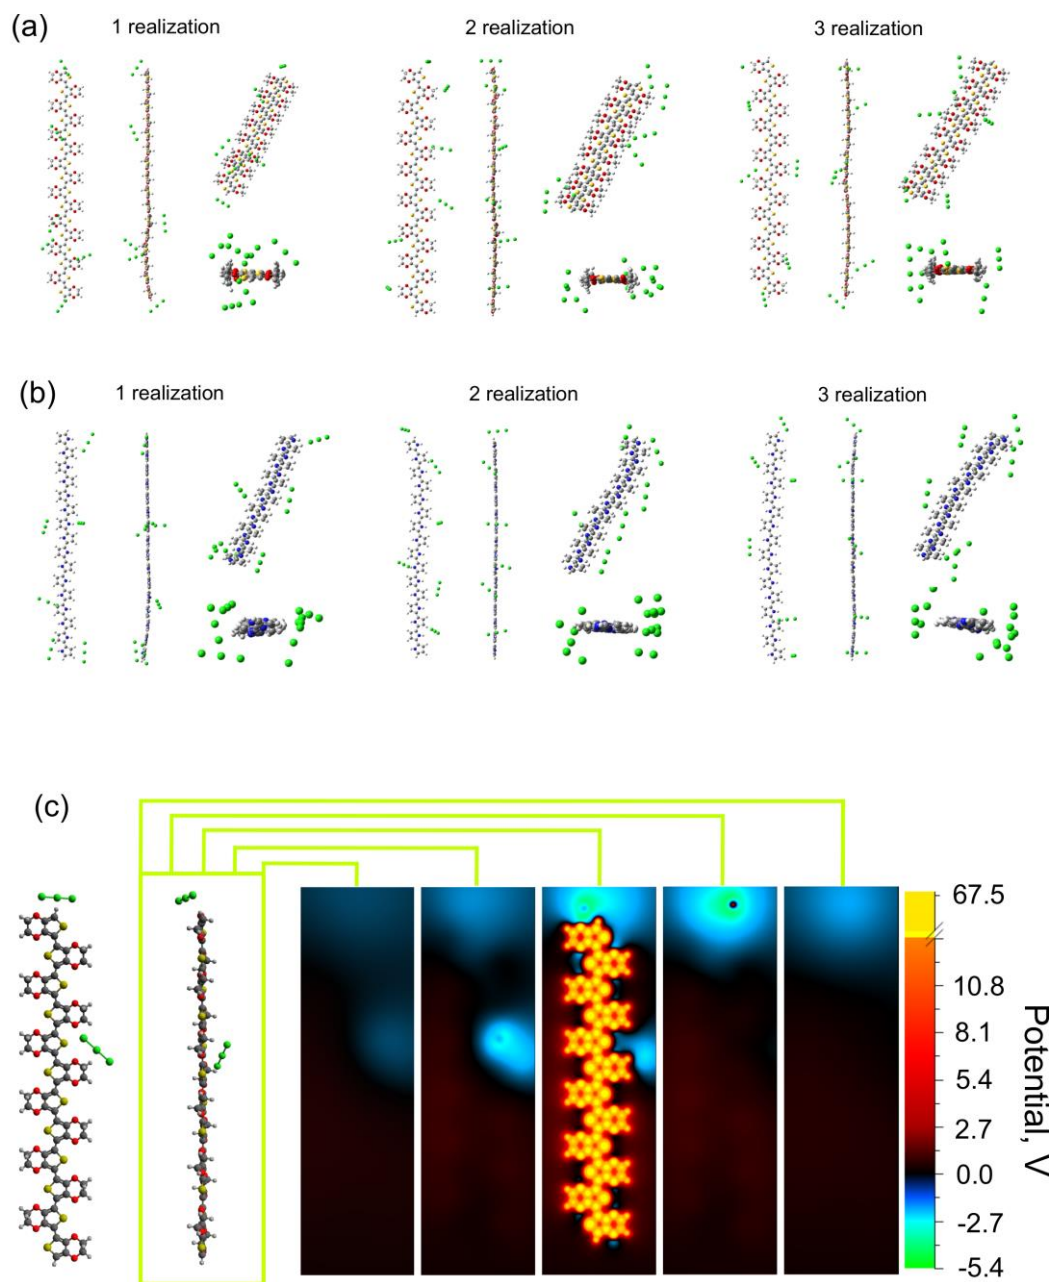 (a)
1 realization
2 realization
3 realization
(b)
1 realization
2 realization
3 realization
(c)
67.5
10.8
8.1
5.4
2.7
0.0
-2.7
-5.4
Potential, V